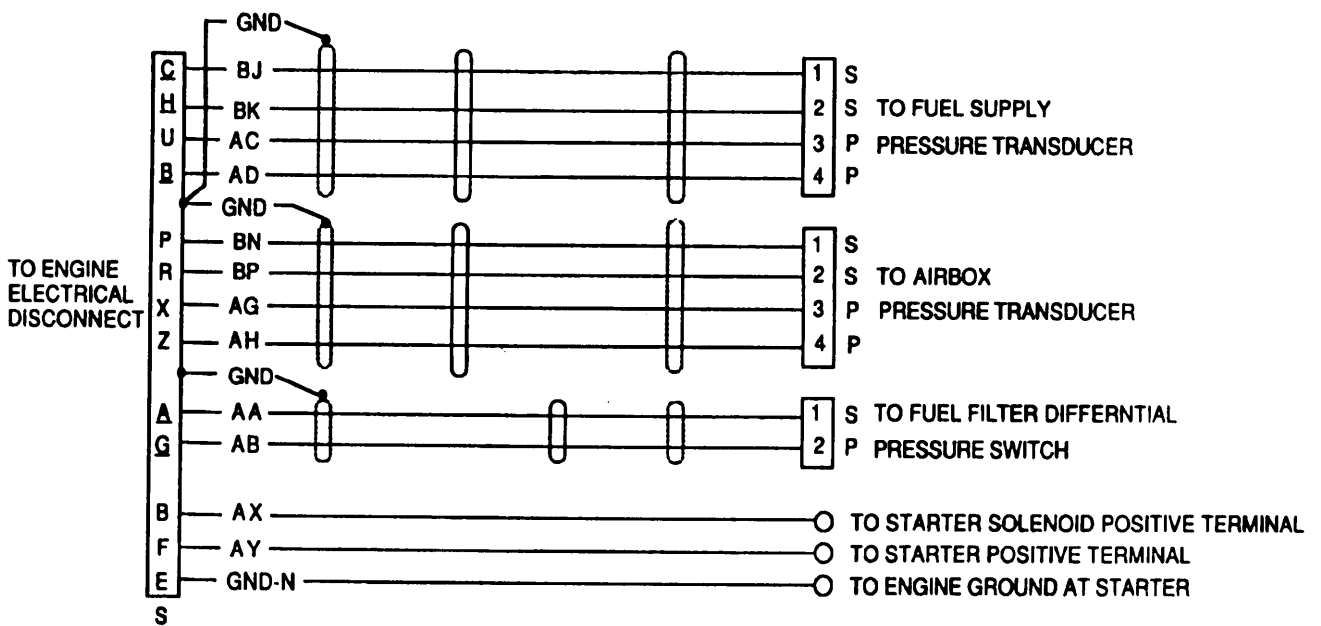 GND
C BJ 1 S
H BK 2 S TO FUEL SUPPLY
U AC 3 P PRESSURE TRANSDUCER
B AD 4 P
GND
P BN 1 S
TO ENGINE
ELECTRICAL
DISCONNECT
R BP 2 S TO AIRBOX
X AG 3 P PRESSURE TRANSDUCER
Z AH 4 P
GND
A AA 1 S TO FUEL FILTER DIFFERNTIAL
G AB 2 P PRESSURE SWITCH
B AX TO STARTER SOLENOID POSITIVE TERMINAL
F AY TO STARTER POSITIVE TERMINAL
E GND-N TO ENGINE GROUND AT STARTER
S